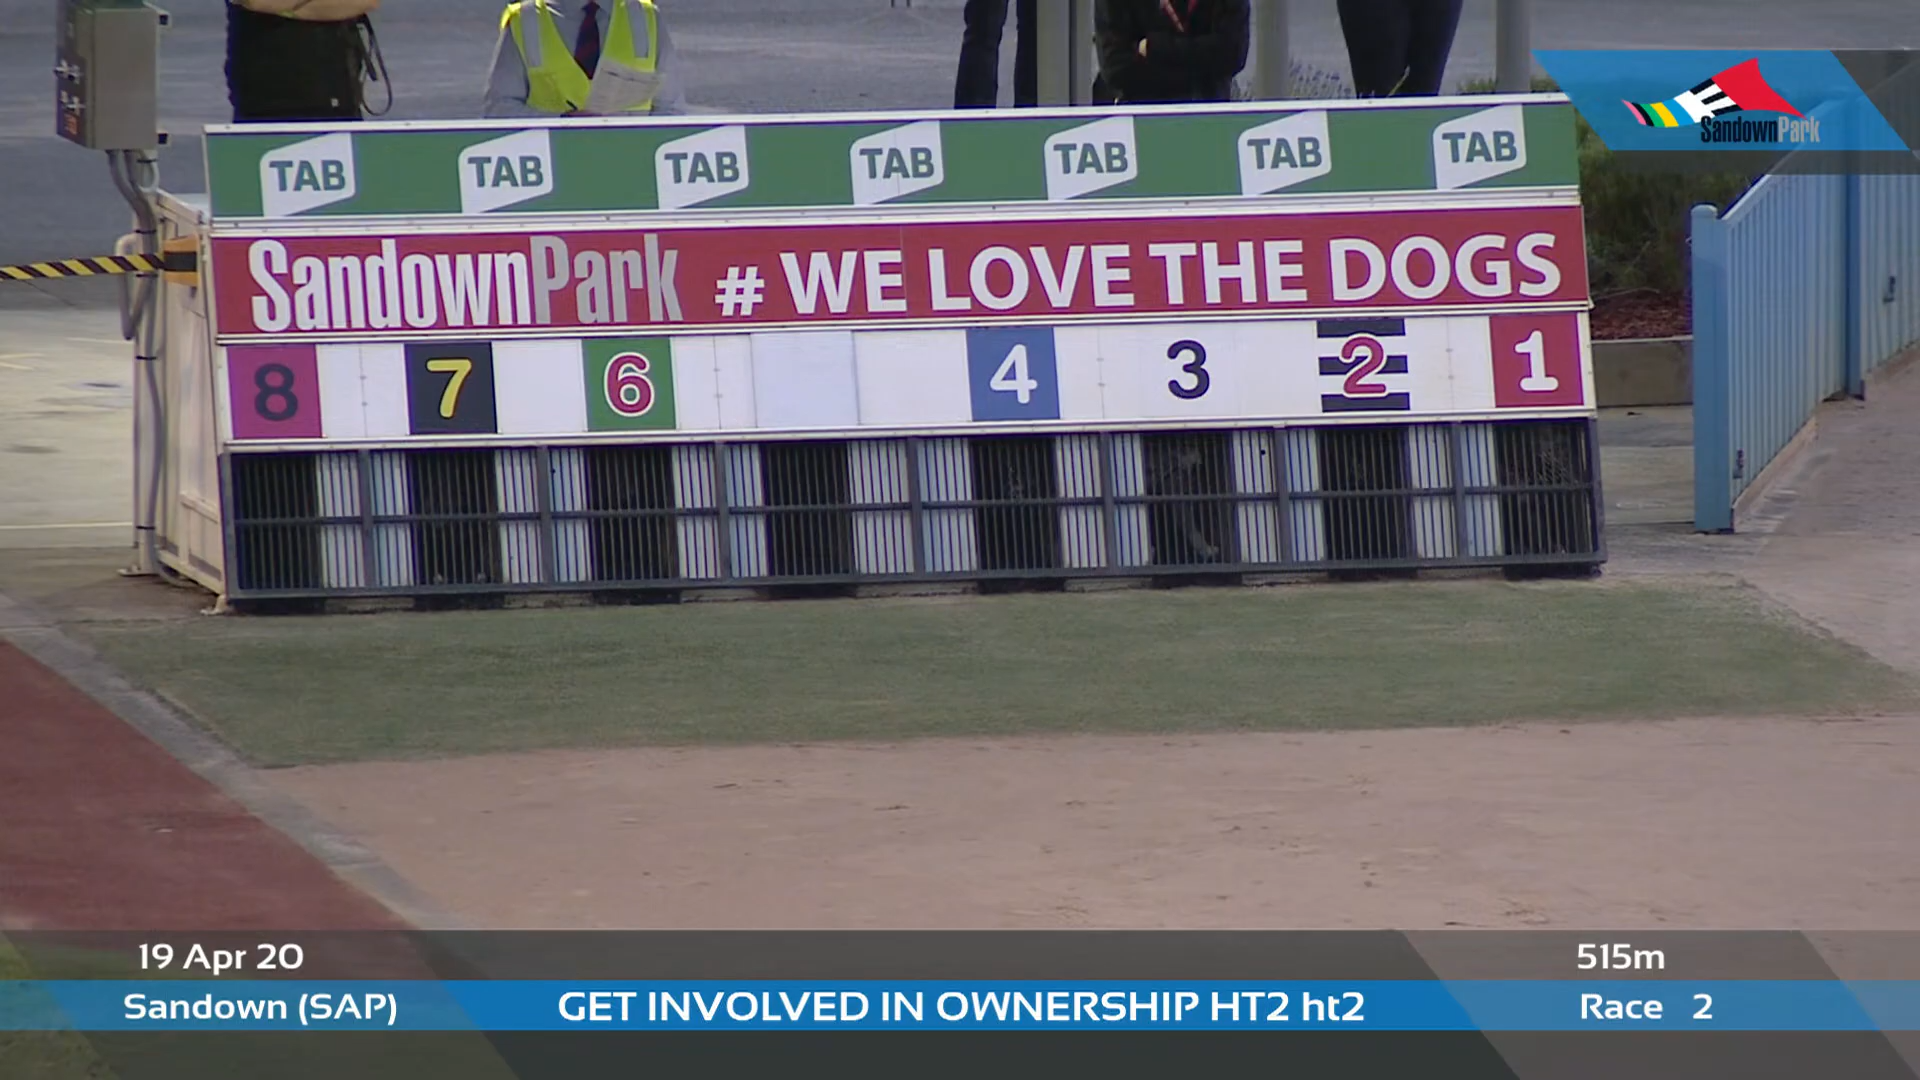 SandownPark
TAB TAB TAB TAB TAB TAB TAB
SandownPark # WE LOVE THE DOGS
8 7 6 4 3 2 1
19 Apr 20
515m
Sandown (SAP)
GET INVOLVED IN OWNERSHIP HT2 ht2
Race 2